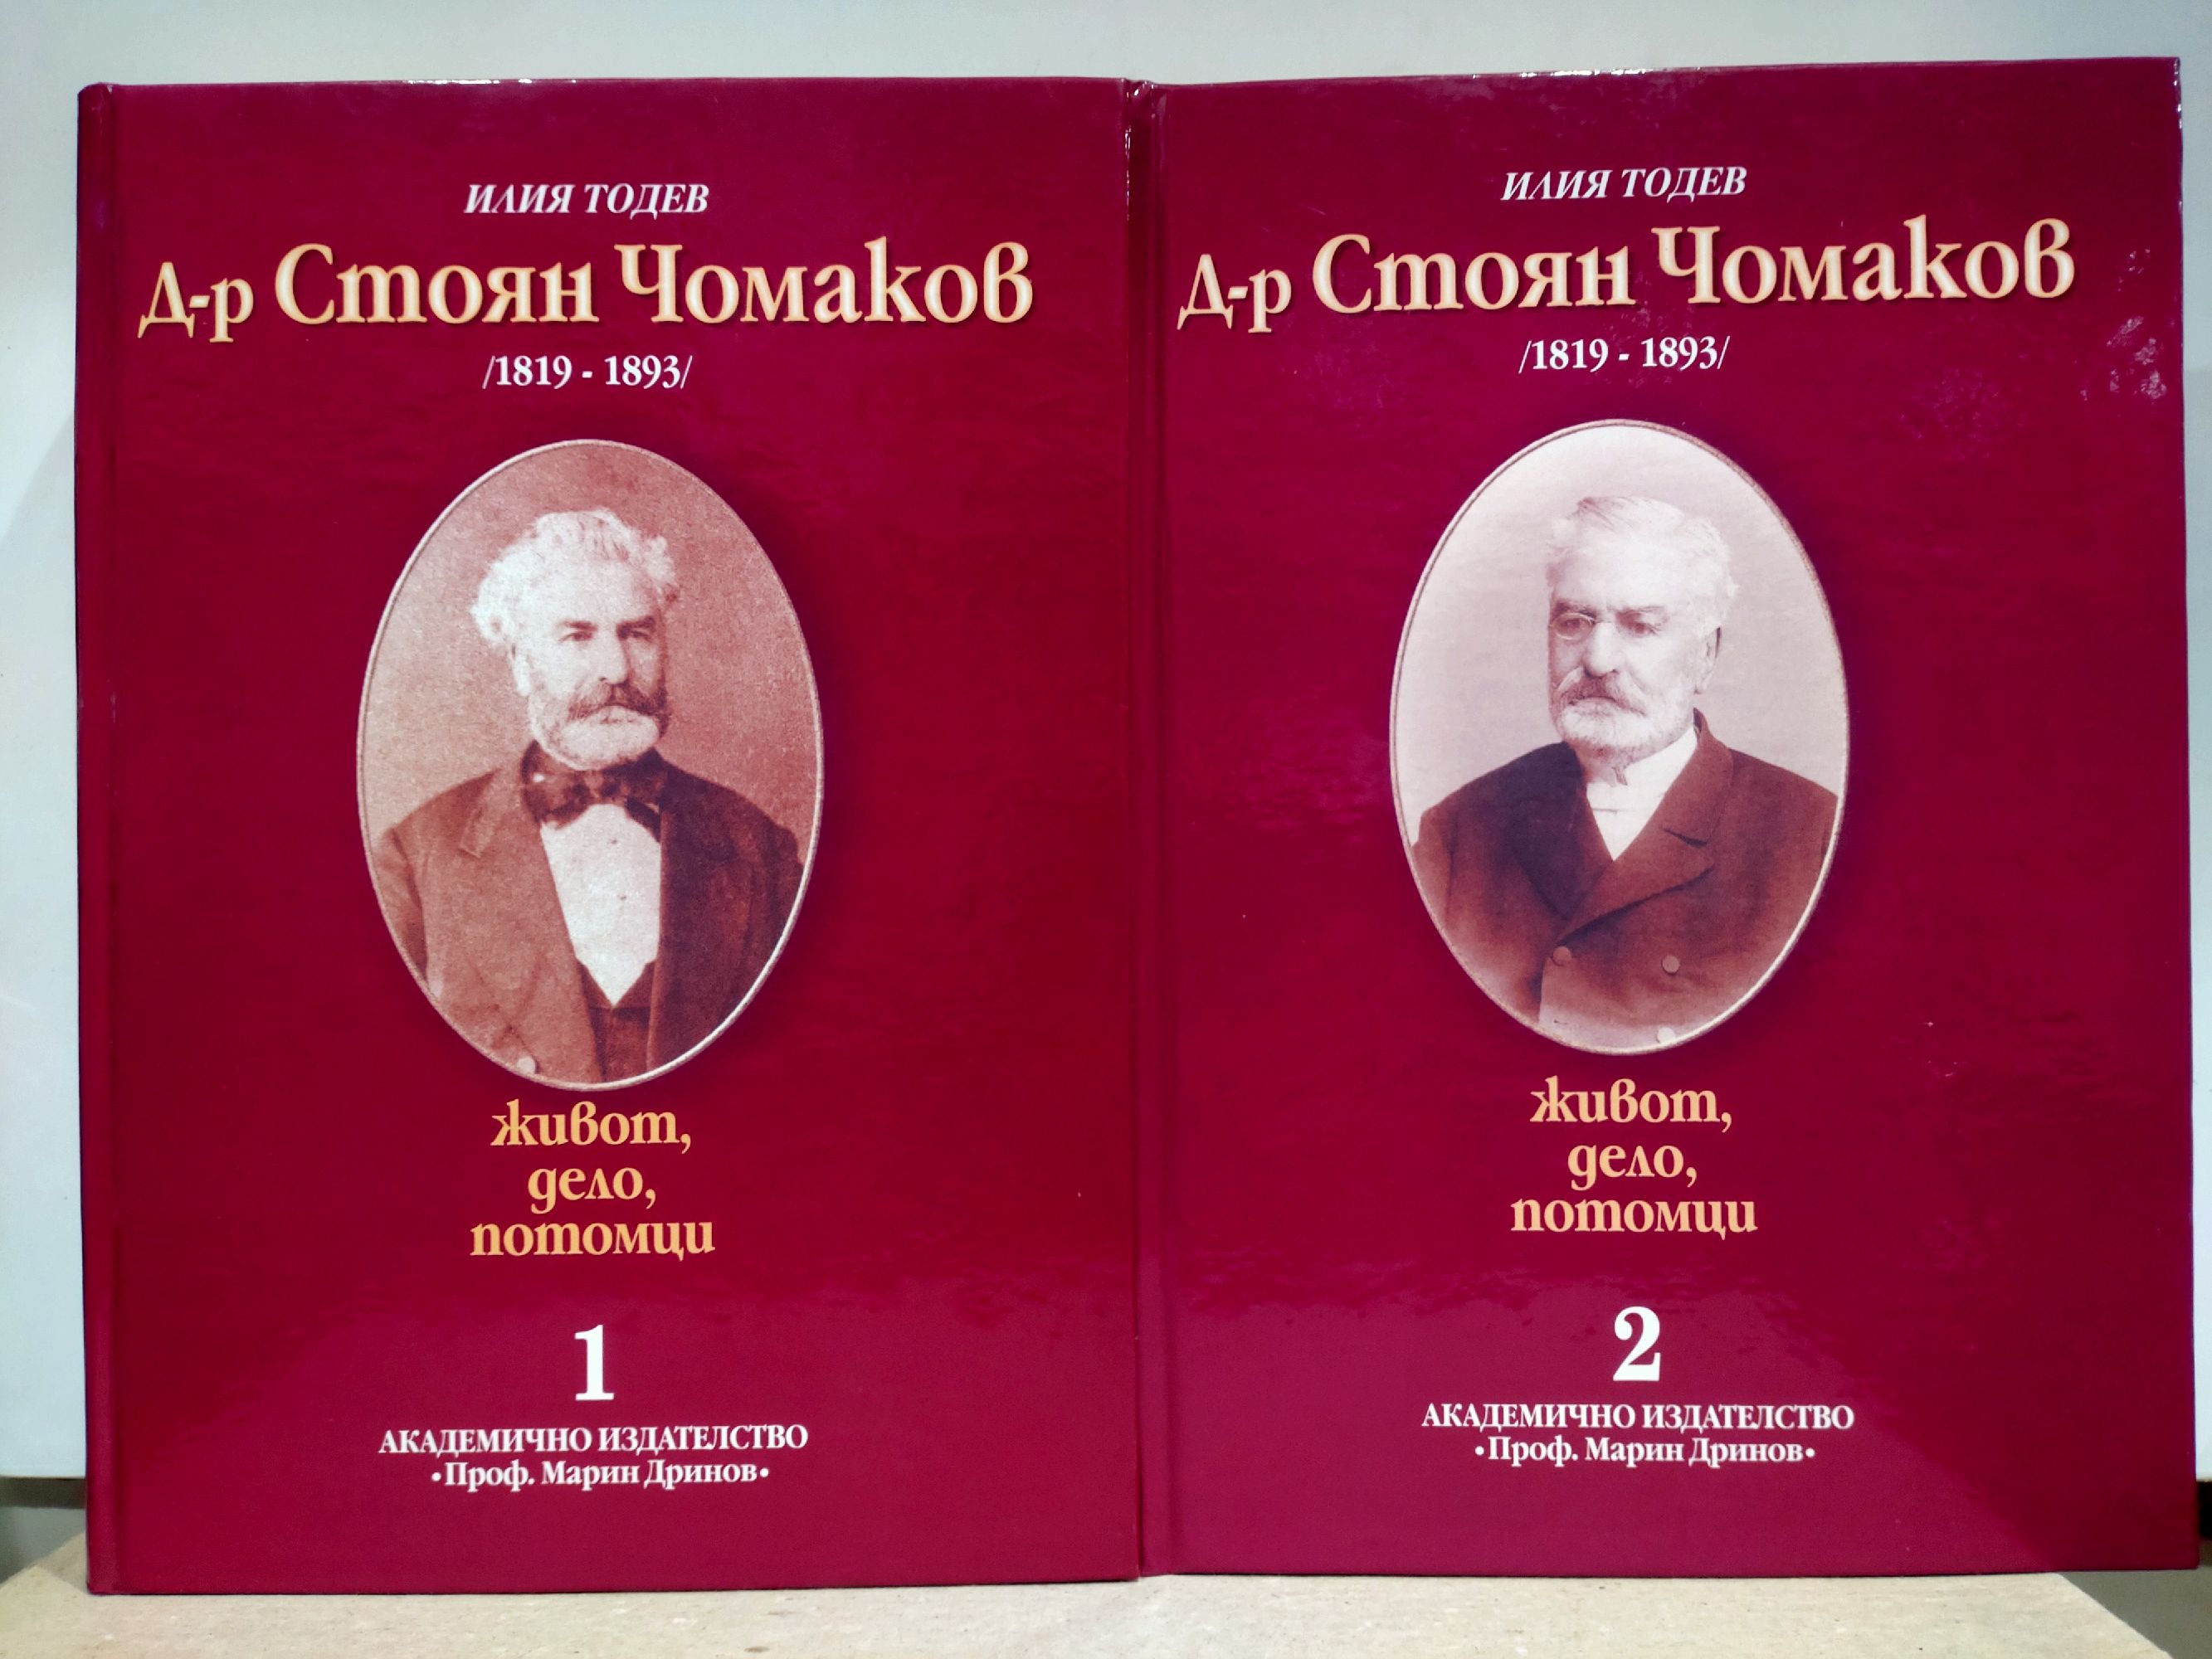 ИЛИЯ ТОДЕВ
Д-р Стоян Чомаков
/1819 - 1893/
живот,
дело,
потомци
1
АКАДЕМИЧНО ИЗДАТЕЛСТВО
•Проф. Марин Дринов•
ИЛИЯ ТОДЕВ
Д-р Стоян Чомаков
/1819 - 1893/
живот,
дело,
потомци
2
АКАДЕМИЧНО ИЗДАТЕЛСТВО
•Проф. Марин Дринов•